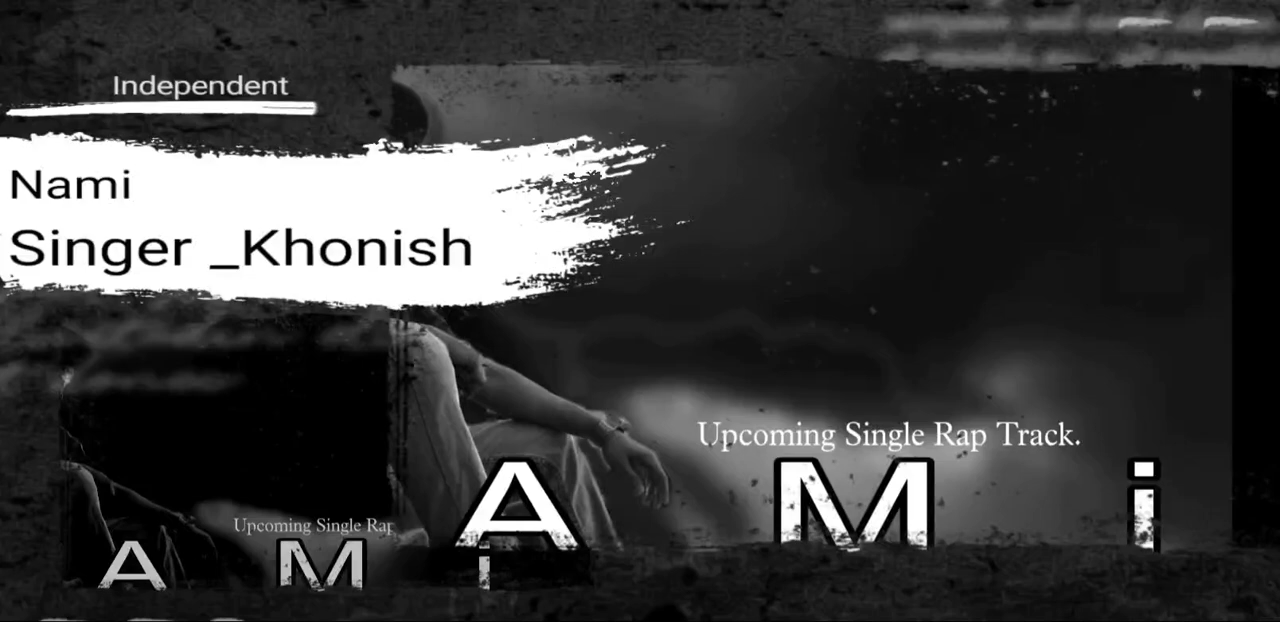 Independent
Nami
Singer _Khonish
Upcoming Single Rap Track.
A M i
Upcoming Single Rap
A M i